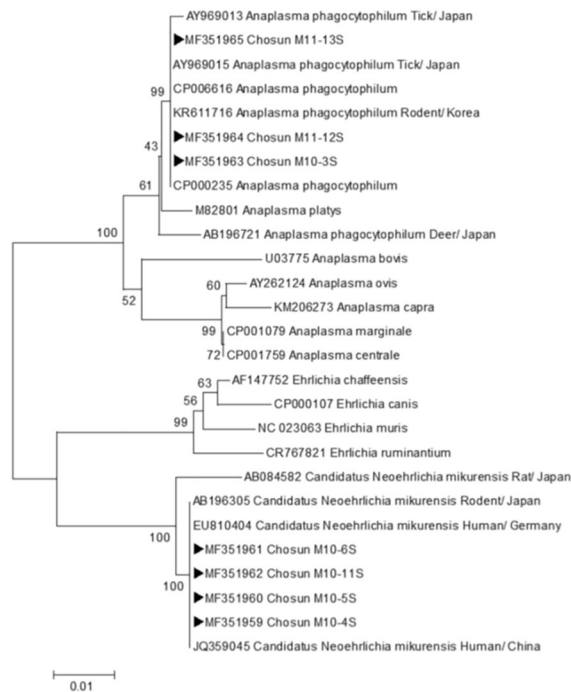 AY969013 Anaplasma phagocytophilum Tick/ Japan
MF351965 Chosun M11-13S
AY969015 Anaplasma phagocytophilum Tick/ Japan
99
CP006616 Anaplasma phagocytophilum
KR611716 Anaplasma phagocytophilum Rodent/ Korea
MF351964 Chosun M11-12S
43
MF351963 Chosun M10-3S
61
CP000235 Anaplasma phagocytophilum
M82801 Anaplasma platys
100
AB196721 Anaplasma phagocytophilum Deer/ Japan
U03775 Anaplasma bovis
60
AY262124 Anaplasma ovis
52
KM206273 Anaplasma capra
99
CP001079 Anaplasma marginale
72
CP001759 Anaplasma centrale
63
AF147752 Ehrlichia chaffeensis
56
CP000107 Ehrlichia canis
99
NC 023063 Ehrlichia muris
CR767821 Ehrlichia ruminantium
AB084582 Candidatus Neoehrlichia mikurensis Rat/ Japan
AB196305 Candidatus Neoehrlichia mikurensis Rodent/ Japan
EU810404 Candidatus Neoehrlichia mikurensis Human/ Germany
100
MF351961 Chosun M10-6S
MF351962 Chosun M10-11S
100
MF351960 Chosun M10-5S
MF351959 Chosun M10-4S
JQ359045 Candidatus Neoehrlichia mikurensis Human/ China
0.01